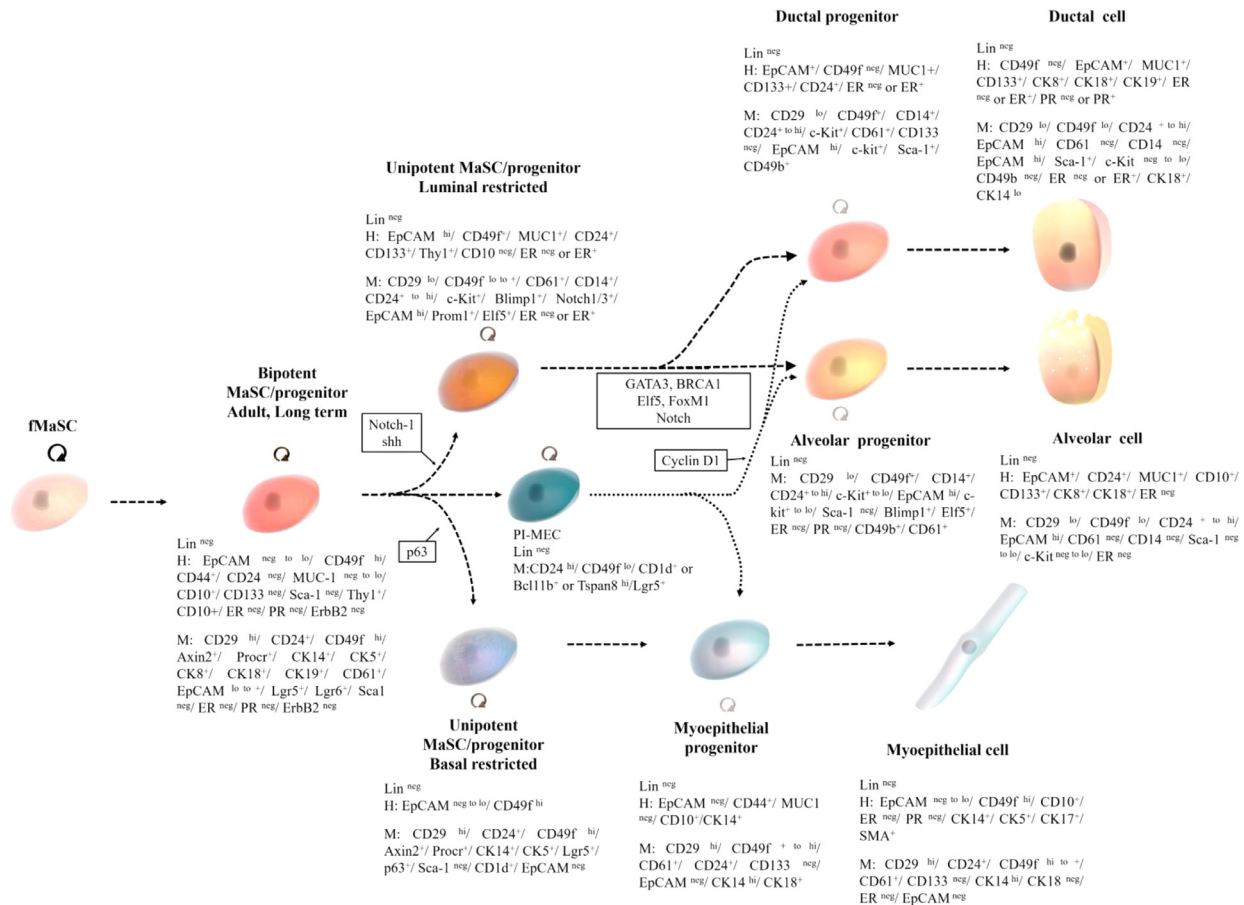 Ductal progenitor
Lin neg
H: EpCAM+/ CD49f neg/ MUC1+/
CD133+/ CD24+/ ER neg or ER+
M: CD29 lo/ CD49f+/ CD14+/
CD24+ to hi/ c-Kit+/ CD61+/ CD133
neg/ EpCAM hi/ c-kit+/ Sca-1+/
CD49b+
Ductal cell
Lin neg
H: CD49f neg/ EpCAM+/ MUC1+/
CD133+/ CK8+/ CK18+/ CK19+/ ER
neg or ER+/ PR neg or PR+
M: CD29 lo/ CD49f lo/ CD24 + to hi/
EpCAM hi/ CD61 neg/ CD14 neg/
EpCAM hi/ Sca-1+/ c-Kit neg to lo/
CD49b neg/ ER neg or ER+/ CK18+/
CK14 lo
Unipotent MaSC/progenitor
Luminal restricted
Lin neg
H: EpCAM hi/ CD49f+/ MUC1+/ CD24+/
CD133+/ Thy1+/ CD10 neg/ ER neg or ER+
M: CD29 lo/ CD49f lo to +/ CD61+/ CD14+/
CD24+ to hi/ c-Kit+/ Blimp1+/ Notch1/3+/
EpCAM hi/ Prom1+/ Elf5+/ ER neg or ER+
Bipotent
MaSC/progenitor
Adult, Long term
fMaSC
Notch-1
shh
GATA3, BRCA1
Elf5, FoxM1
Notch
Cyclin D1
p63
Lin neg
H: EpCAM neg to lo/ CD49f hi/
CD44+/ CD24 neg/ MUC-1 neg to lo/
CD10+/ CD133 neg/ Sca-1 neg/ Thy1+/
CD10+/ ER neg/ PR neg/ ErbB2 neg
M: CD29 hi/ CD24+/ CD49f hi/
Axin2+/ Procr+/ CK14+/ CK5+/
CK8+/ CK18+/ CK19+/ CD61+/
EpCAM lo to +/ Lgr5+/ Lgr6+/ Sca1
neg/ ER neg/ PR neg/ ErbB2 neg
PI-MEC
Lin neg
M:CD24 hi/ CD49f lo/ CD1d+ or
Bcl11b+ or Tspan8 hi/Lgr5+
Alveolar progenitor
Lin neg
M: CD29 lo/ CD49f+/ CD14+/
CD24+ to hi/ c-Kit+ to lo/ EpCAM hi/ c-
kit+ to lo/ Sca-1 neg/ Blimp1+/ Elf5+/
ER neg/ PR neg/ CD49b+/ CD61+
Alveolar cell
Lin neg
H: EpCAM+/ CD24+/ MUC1+/ CD10+/
CD133+/ CK8+/ CK18+/ ER neg
M: CD29 lo/ CD49f lo/ CD24 + to hi/
EpCAM hi/ CD61 neg/ CD14 neg/ Sca-1 neg
to lo/ c-Kit neg to lo/ ER neg
Unipotent
MaSC/progenitor
Basal restricted
Lin neg
H: EpCAM neg to lo/ CD49f hi
M: CD29 hi/ CD24+/ CD49f hi/
Axin2+/ Procr+/ CK14+/ CK5+/ Lgr5+/
p63+/ Sca-1 neg/ CD1d+/ EpCAM neg
Myoepithelial
progenitor
Lin neg
H: EpCAM neg/ CD44+/ MUC1
neg/ CD10+/CK14+
M: CD29 hi/ CD49f + to hi/
CD61+/ CD24+/ CD133 neg/
EpCAM neg/ CK14 hi/ CK18+
Myoepithelial cell
Lin neg
H: EpCAM neg to lo/ CD49f hi/ CD10+/
ER neg/ PR neg/ CK14+/ CK5+/ CK17+/
SMA+
M: CD29 hi/ CD24+/ CD49f hi to +/
CD61+/ CD133 neg/ CK14 hi/ CK18 neg/
ER neg/ EpCAM neg